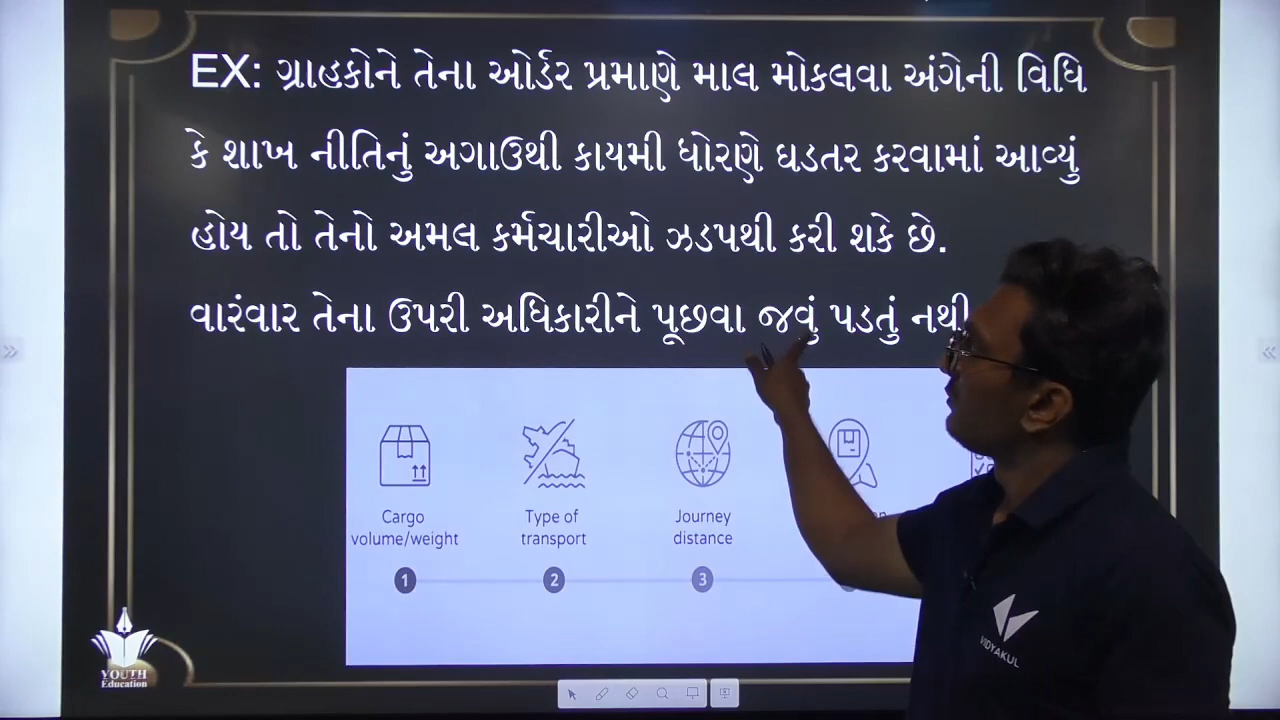 EX: ગ્રાહકોને તેના ઓર્ડર પ્રમાણે માલ મોકલવા અંગેની વિધિ
કે શાખ નીતિનું અગાઉથી કાયમી ધોરણે ઘડતર કરવામાં આવ્યું
હોય તો તેનો અમલ કર્મચારીઓ ઝડપથી કરી શકે છે.
વારંવાર તેના ઉપરી અધિકારીને પૂછવા જવું પડતું નથી
Cargo
volume/weight
Type of
transport
Journey
distance
1
2
3
VIDYAKUL
YOUTH
Education